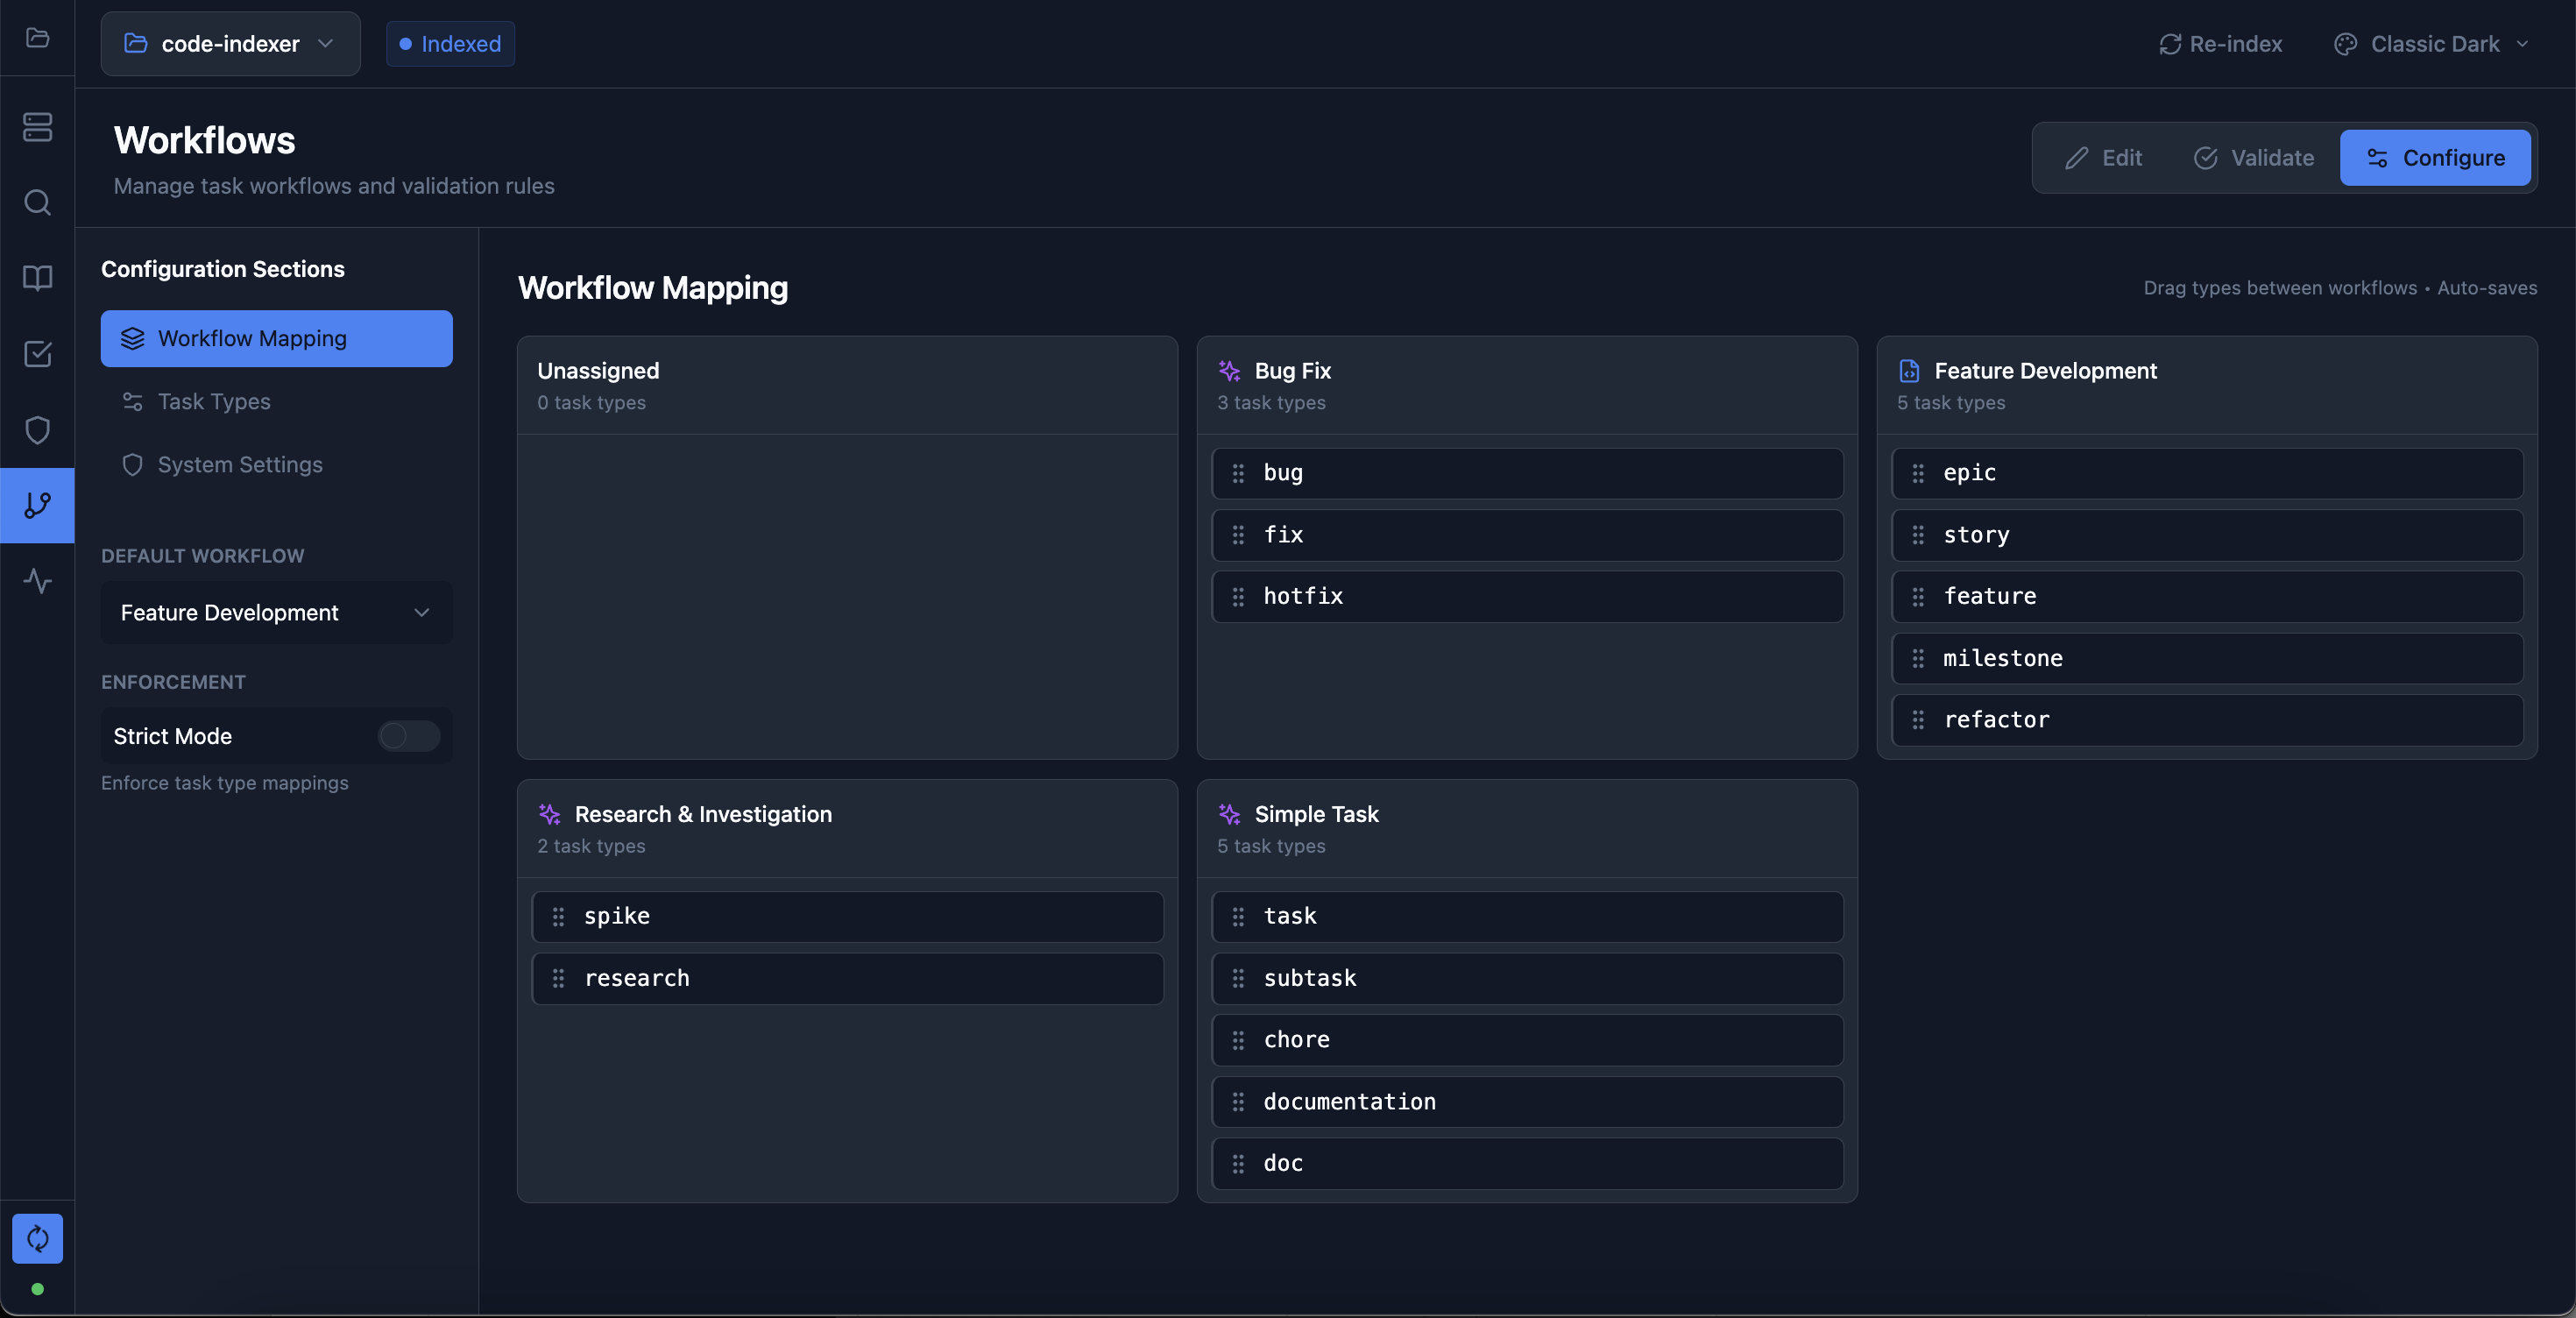 code-indexer
Indexed
Re-index
Classic Dark
Workflows
Manage task workflows and validation rules
Edit
Validate
Configure
Configuration Sections
Workflow Mapping
Task Types
System Settings
DEFAULT WORKFLOW
Feature Development
ENFORCEMENT
Strict Mode
Enforce task type mappings
Workflow Mapping
Drag types between workflows • Auto-saves
Unassigned
0 task types
Bug Fix
3 task types
bug
fix
hotfix
Feature Development
5 task types
epic
story
feature
milestone
refactor
Research & Investigation
2 task types
spike
research
Simple Task
5 task types
task
subtask
chore
documentation
doc